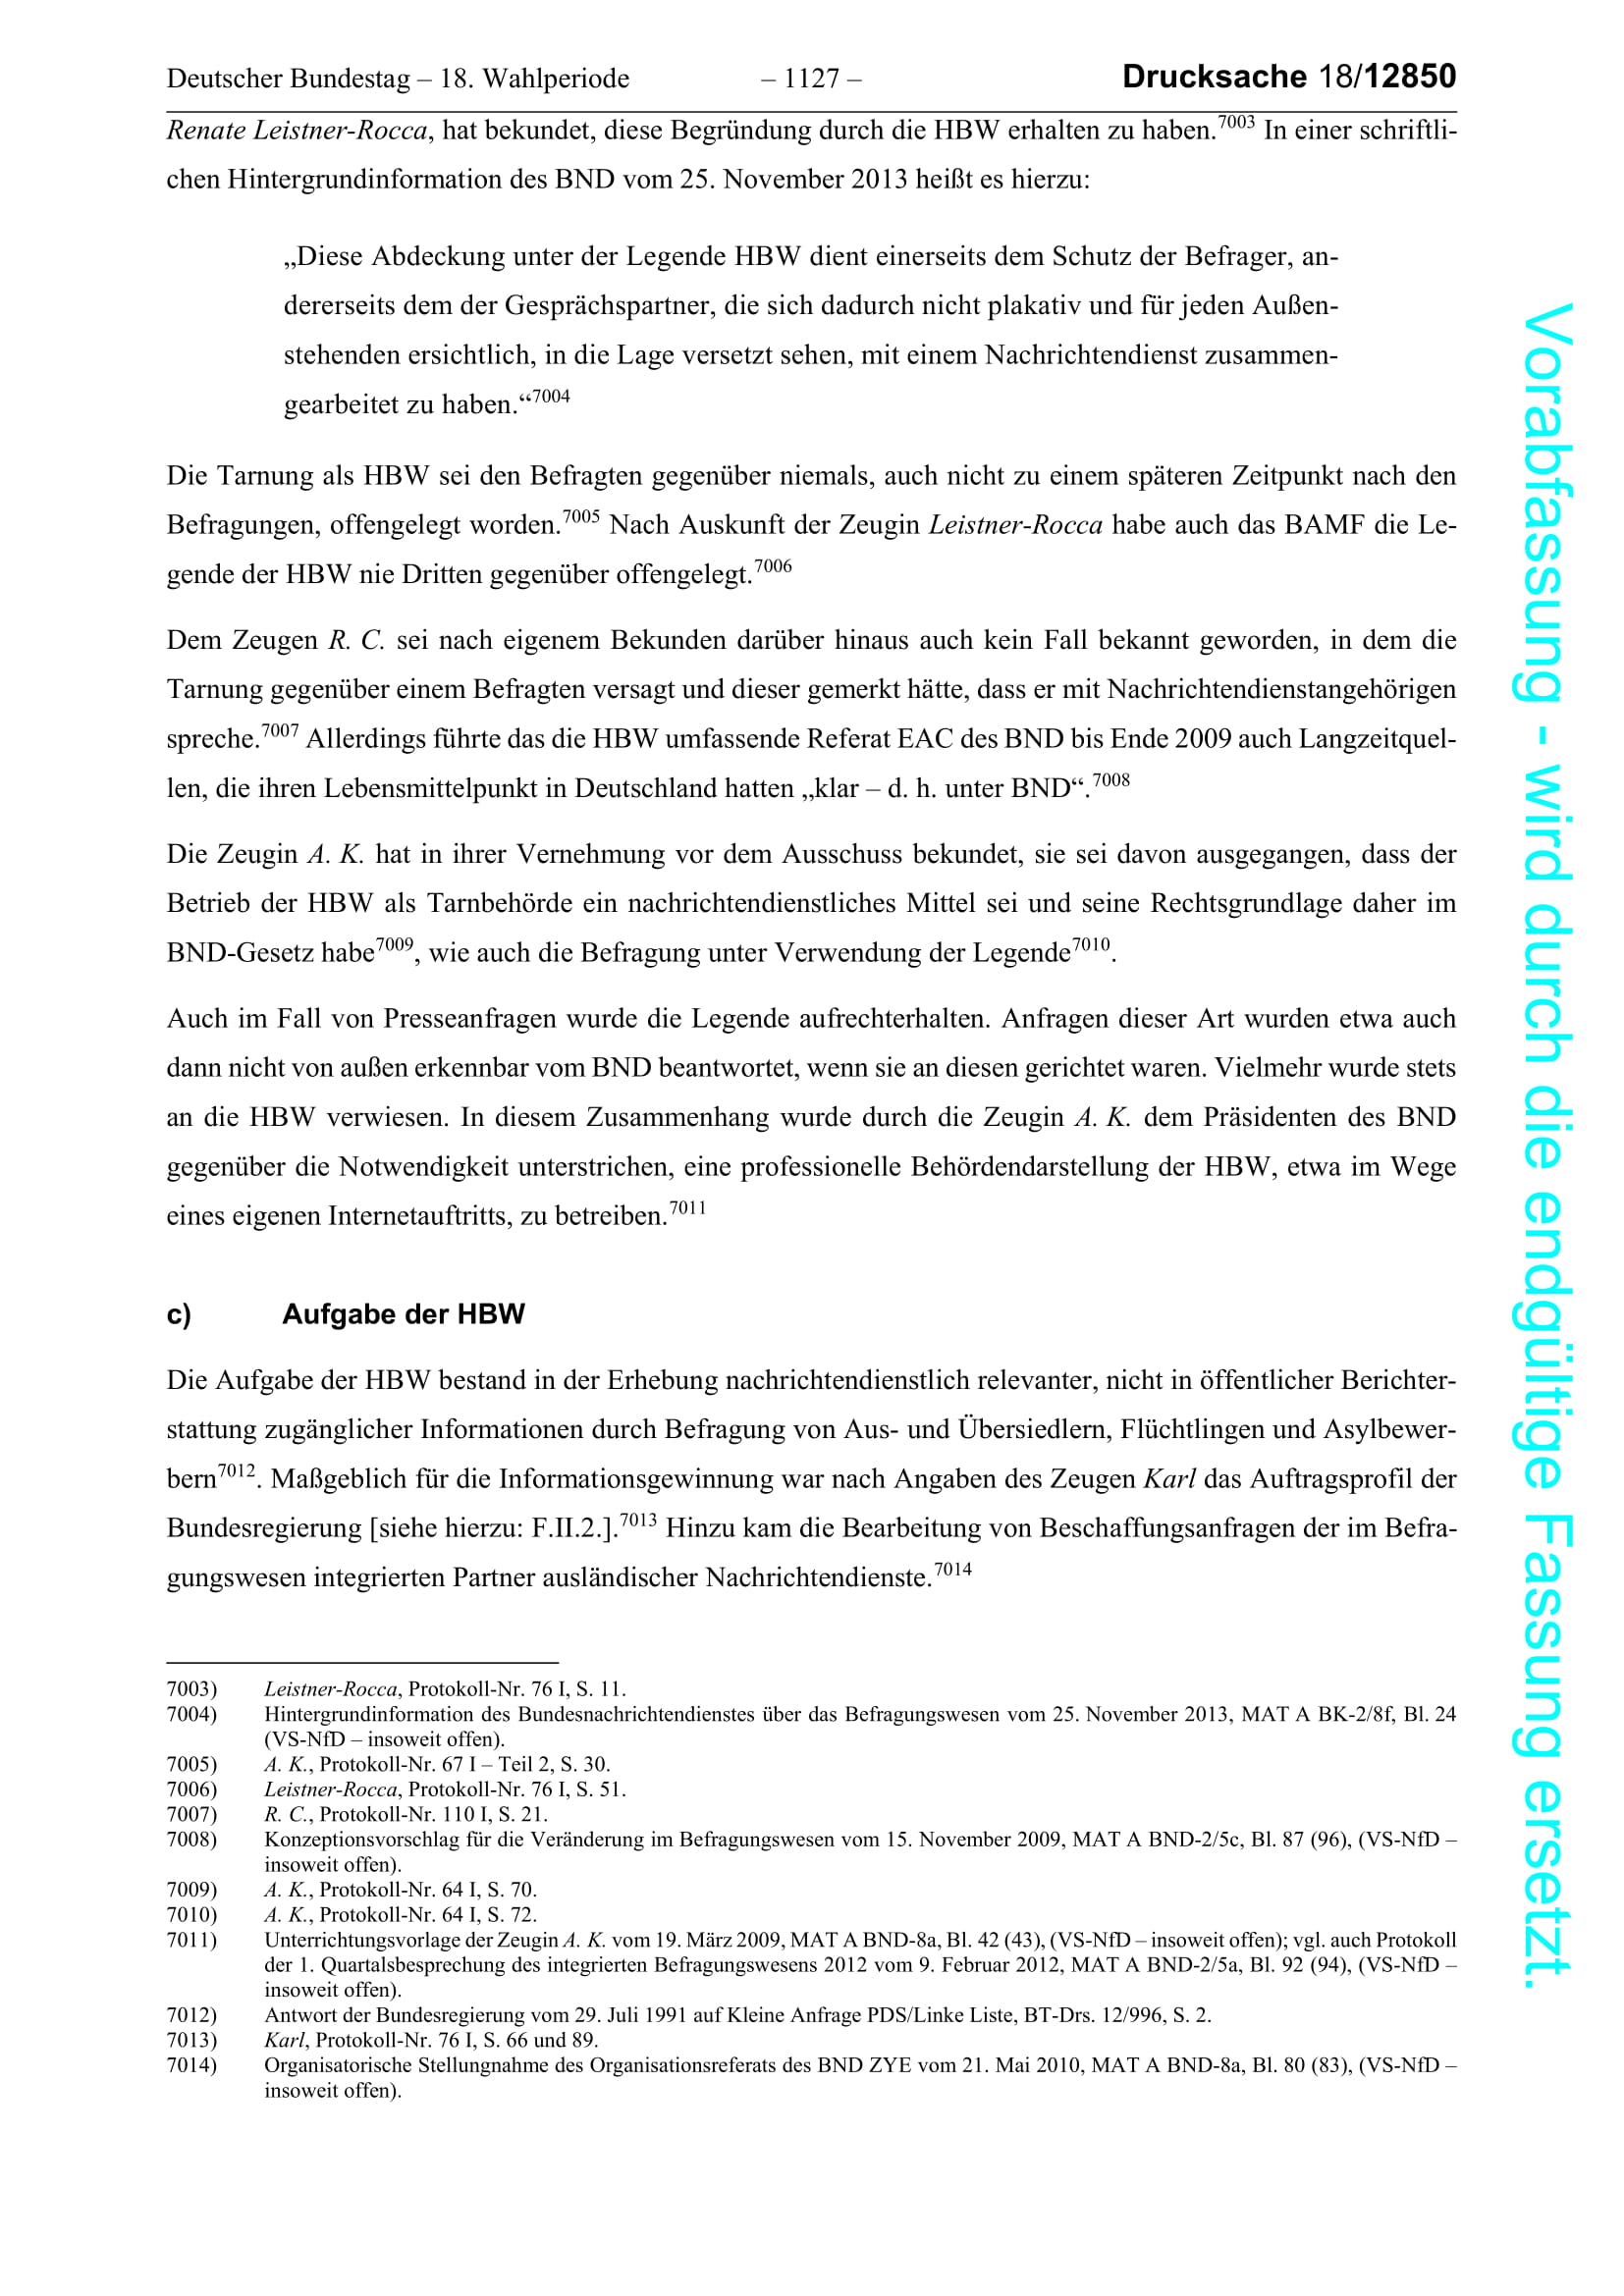 Deutscher Bundestag – 18. Wahlperiode – 1127 – Drucksache 18/12850
Renate Leistner-Rocca, hat bekundet, diese Begründung durch die HBW erhalten zu haben.7003 In einer schriftli-
chen Hintergrundinformation des BND vom 25. November 2013 heißt es hierzu:
„Diese Abdeckung unter der Legende HBW dient einerseits dem Schutz der Befrager, an-
dererseits dem der Gesprächspartner, die sich dadurch nicht plakativ und für jeden Außen-
stehenden ersichtlich, in die Lage versetzt sehen, mit einem Nachrichtendienst zusammen-
gearbeitet zu haben.“7004
Die Tarnung als HBW sei den Befragten gegenüber niemals, auch nicht zu einem späteren Zeitpunkt nach den
Befragungen, offengelegt worden.7005 Nach Auskunft der Zeugin Leistner-Rocca habe auch das BAMF die Le-
gende der HBW nie Dritten gegenüber offengelegt.7006
Dem Zeugen R. C. sei nach eigenem Bekunden darüber hinaus auch kein Fall bekannt geworden, in dem die
Tarnung gegenüber einem Befragten versagt und dieser gemerkt hätte, dass er mit Nachrichtendienstangehörigen
spreche.7007 Allerdings führte das die HBW umfassende Referat EAC des BND bis Ende 2009 auch Langzeitquel-
len, die ihren Lebensmittelpunkt in Deutschland hatten „klar – d. h. unter BND“.7008
Die Zeugin A. K. hat in ihrer Vernehmung vor dem Ausschuss bekundet, sie sei davon ausgegangen, dass der
Betrieb der HBW als Tarnbehörde ein nachrichtendienstliches Mittel sei und seine Rechtsgrundlage daher im
BND-Gesetz habe7009, wie auch die Befragung unter Verwendung der Legende7010.
Auch im Fall von Presseanfragen wurde die Legende aufrechterhalten. Anfragen dieser Art wurden etwa auch
dann nicht von außen erkennbar vom BND beantwortet, wenn sie an diesen gerichtet waren. Vielmehr wurde stets
an die HBW verwiesen. In diesem Zusammenhang wurde durch die Zeugin A. K. dem Präsidenten des BND
gegenüber die Notwendigkeit unterstrichen, eine professionelle Behördendarstellung der HBW, etwa im Wege
eines eigenen Internetauftritts, zu betreiben.7011
c) Aufgabe der HBW
Die Aufgabe der HBW bestand in der Erhebung nachrichtendienstlich relevanter, nicht in öffentlicher Berichter-
stattung zugänglicher Informationen durch Befragung von Aus- und Übersiedlern, Flüchtlingen und Asylbewer-
bern7012. Maßgeblich für die Informationsgewinnung war nach Angaben des Zeugen Karl das Auftragsprofil der
Bundesregierung [siehe hierzu: F.II.2.].7013 Hinzu kam die Bearbeitung von Beschaffungsanfragen der im Befra-
gungswesen integrierten Partner ausländischer Nachrichtendienste.7014
7003) Leistner-Rocca, Protokoll-Nr. 76 I, S. 11.
7004) Hintergrundinformation des Bundesnachrichtendienstes über das Befragungswesen vom 25. November 2013, MAT A BK-2/8f, Bl. 24
(VS-NfD – insoweit offen).
7005) A. K., Protokoll-Nr. 67 I – Teil 2, S. 30.
7006) Leistner-Rocca, Protokoll-Nr. 76 I, S. 51.
7007) R. C., Protokoll-Nr. 110 I, S. 21.
7008) Konzeptionsvorschlag für die Veränderung im Befragungswesen vom 15. November 2009, MAT A BND-2/5c, Bl. 87 (96), (VS-NfD –
insoweit offen).
7009) A. K., Protokoll-Nr. 64 I, S. 70.
7010) A. K., Protokoll-Nr. 64 I, S. 72.
7011) Unterrichtungsvorlage der Zeugin A. K. vom 19. März 2009, MAT A BND-8a, Bl. 42 (43), (VS-NfD – insoweit offen); vgl. auch Protokoll
der 1. Quartalsbesprechung des integrierten Befragungswesens 2012 vom 9. Februar 2012, MAT A BND-2/5a, Bl. 92 (94), (VS-NfD –
insoweit offen).
7012) Antwort der Bundesregierung vom 29. Juli 1991 auf Kleine Anfrage PDS/Linke Liste, BT-Drs. 12/996, S. 2.
7013) Karl, Protokoll-Nr. 76 I, S. 66 und 89.
7014) Organisatorische Stellungnahme des Organisationsreferats des BND ZYE vom 21. Mai 2010, MAT A BND-8a, Bl. 80 (83), (VS-NfD –
insoweit offen).
Vorabfassung - wird durch die endgültige Fassung ersetzt.